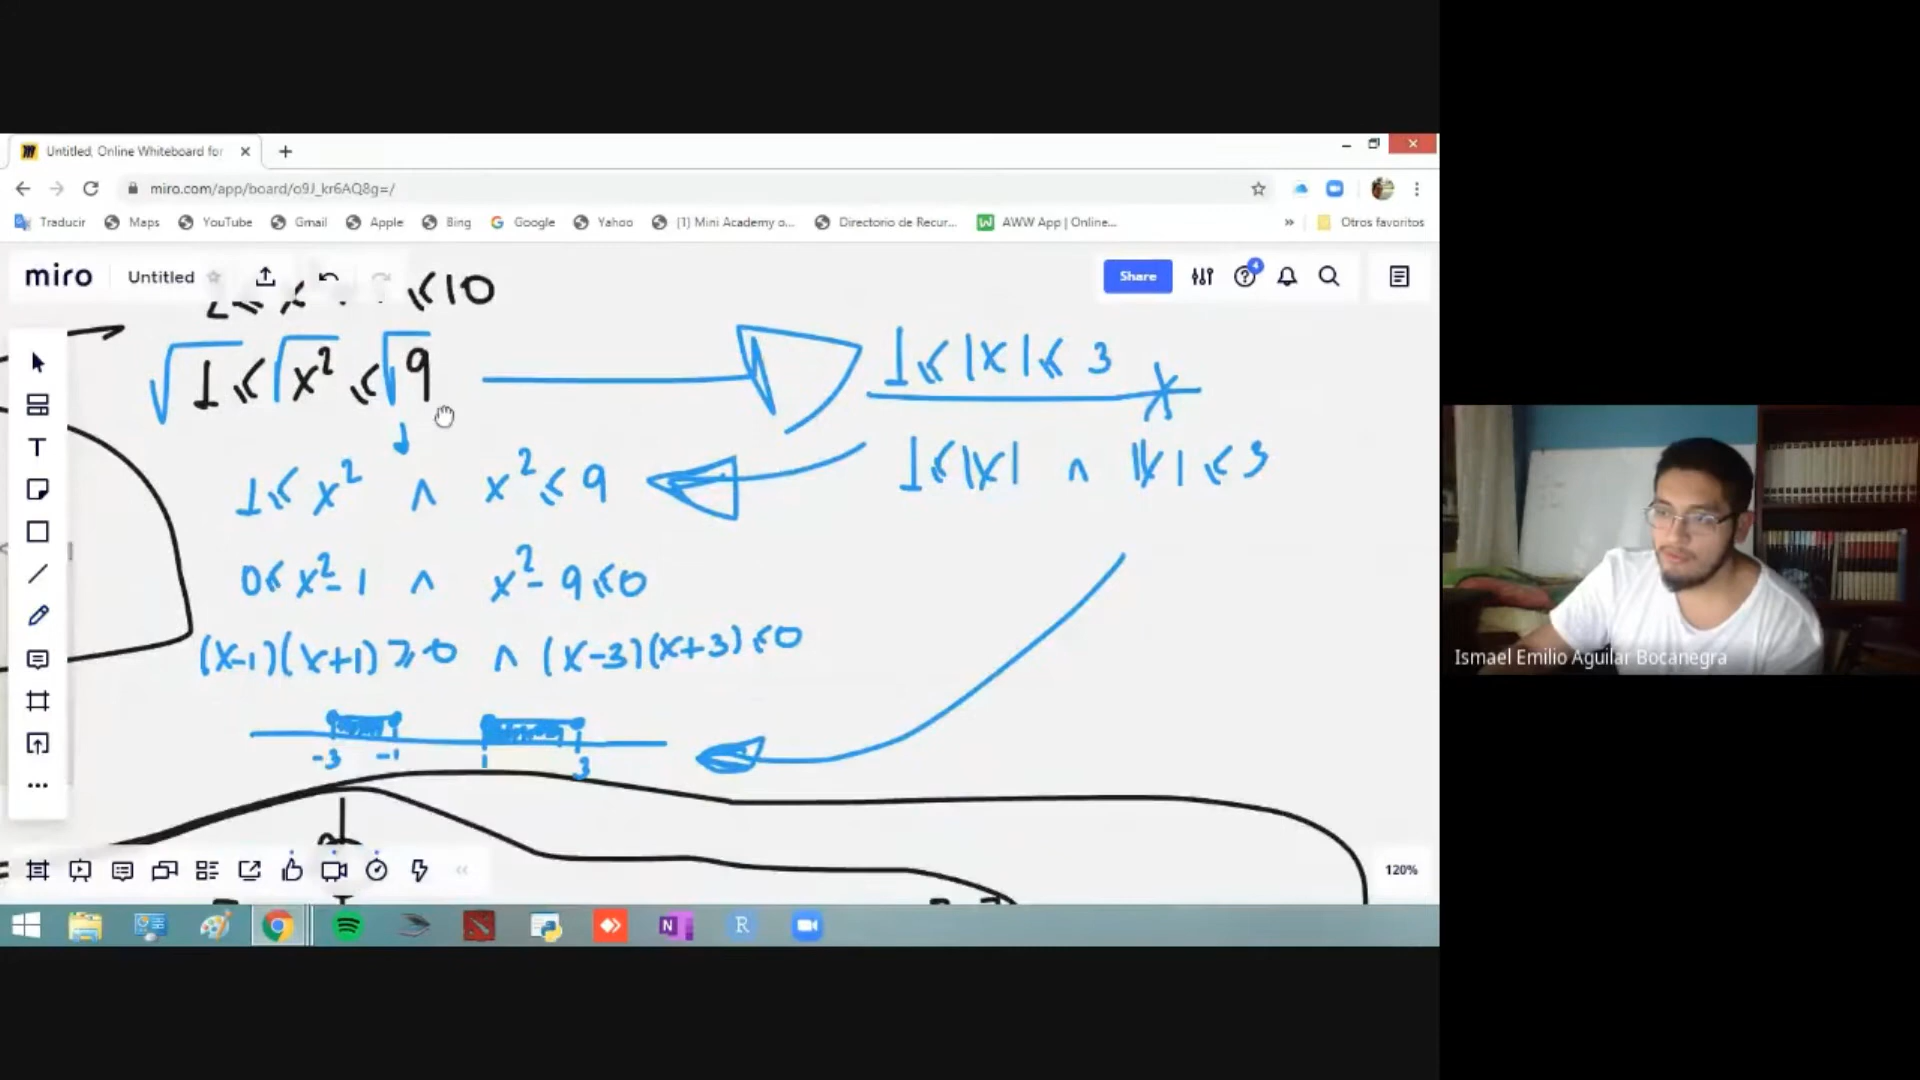 Untitled, Online Whiteboard for
miro.com/app/board/o9J_kr6AQ8g=/
Traducir Maps YouTube Gmail Apple Bing Google Yahoo [1] Mini Academy o... Directorio de Recur... AWW App | Online... » Otros favoritos
miro Untitled Share 4
≤10
√1 ≤ √x² ≤ √9
1 ≤ |x| ≤ 3
1 ≤ x² ∧ x² ≤ 9
1 ≤ |x| ∧ |x| ≤ 3
0 ≤ x²-1 ∧ x²-9 ≤ 0
(x-1)(x+1) ≥ 0 ∧ (x-3)(x+3) ≤ 0
-3 -1 1 3
120%
Ismael Emilio Aguilar Bocanegra